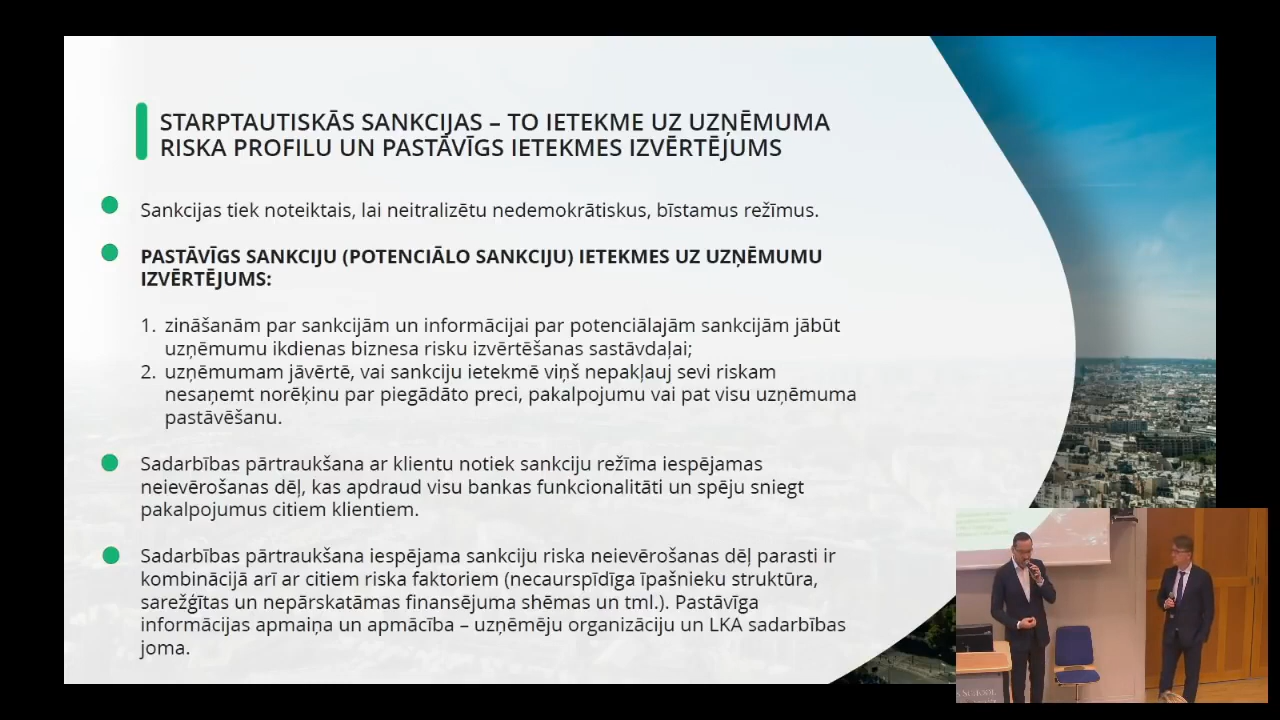 STARPTAUTISKĀS SANKCIJAS – TO IETEKME UZ UZŅĒMUMA
RISKA PROFILU UN PASTĀVĪGS IETEKMES IZVĒRTĒJUMS
Sankcijas tiek noteiktais, lai neitralizētu nedemokrātiskus, bīstamus režīmus.
PASTĀVĪGS SANKCIJU (POTENCIĀLO SANKCIJU) IETEKMES UZ UZŅĒMUMU
IZVĒRTĒJUMS:
1. zināšanām par sankcijām un informācijai par potenciālajām sankcijām jābūt
uzņēmumu ikdienas biznesa risku izvērtēšanas sastāvdaļai;
2. uzņēmumam jāvērtē, vai sankciju ietekmē viņš nepakļauj sevi riskam
nesaņemt norēķinu par piegādāto preci, pakalpojumu vai pat visu uzņēmuma
pastāvēšanu.
Sadarbības pārtraukšana ar klientu notiek sankciju režīma iespējamas
neievērošanas dēļ, kas apdraud visu bankas funkcionalitāti un spēju sniegt
pakalpojumus citiem klientiem.
Sadarbības pārtraukšana iespējama sankciju riska neievērošanas dēļ parasti ir
kombinācijā arī ar citiem riska faktoriem (necaurspīdīga īpašnieku struktūra,
sarežģītas un nepārskatāmas finansējuma shēmas un tml.). Pastāvīga
informācijas apmaiņa un apmācība – uzņēmēju organizāciju un LKA sadarbības
joma.
SCHOOL